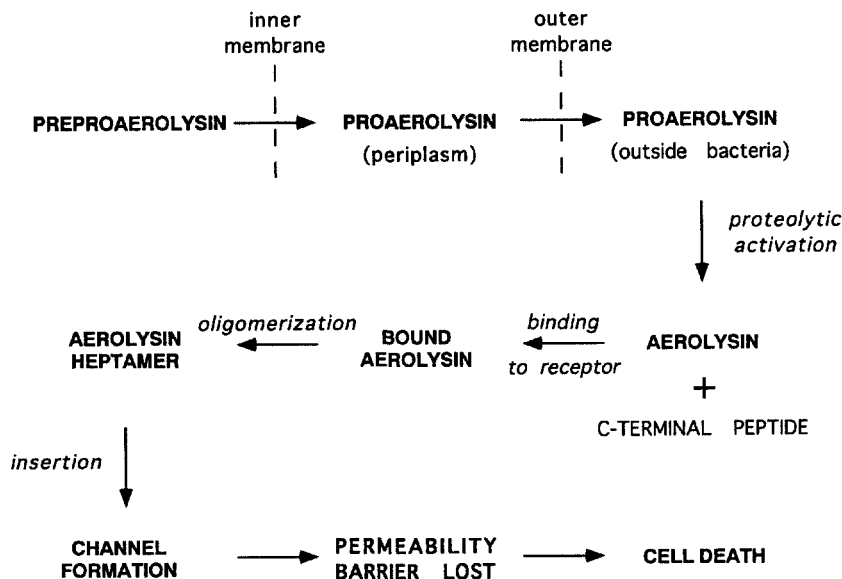 inner
membrane
outer
membrane
PREPROAEROLYSIN
PROAEROLYSIN
(periplasm)
PROAEROLYSIN
(outside bacteria)
proteolytic
activation
AEROLYSIN
HEPTAMER
oligomerization
BOUND
AEROLYSIN
binding
to receptor
AEROLYSIN
+
C-TERMINAL PEPTIDE
insertion
CHANNEL
FORMATION
PERMEABILITY
BARRIER LOST
CELL DEATH